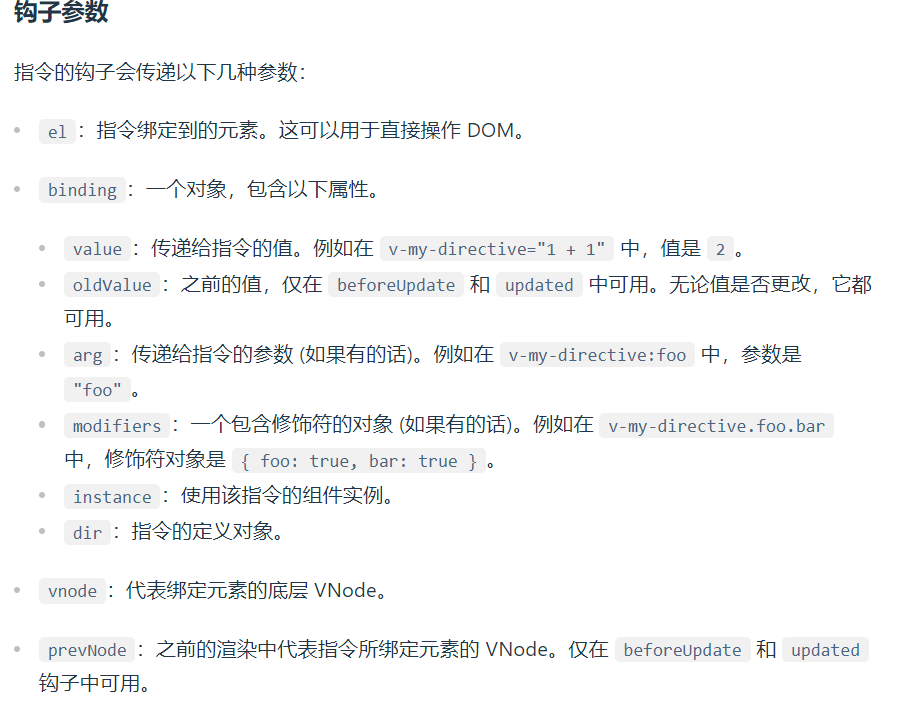 钩子参数
指令的钩子会传递以下几种参数：
el：指令绑定到的元素。这可以用于直接操作 DOM。
binding：一个对象，包含以下属性。
value：传递给指令的值。例如在 v-my-directive="1 + 1" 中，值是 2。
oldValue：之前的值，仅在 beforeUpdate 和 updated 中可用。无论值是否更改，它都
可用。
arg：传递给指令的参数 (如果有的话)。例如在 v-my-directive:foo 中，参数是
"foo"。
modifiers：一个包含修饰符的对象 (如果有的话)。例如在 v-my-directive.foo.bar
中，修饰符对象是 { foo: true, bar: true }。
instance：使用该指令的组件实例。
dir：指令的定义对象。
vnode：代表绑定元素的底层 VNode。
prevNode：之前的渲染中代表指令所绑定元素的 VNode。仅在 beforeUpdate 和 updated
钩子中可用。